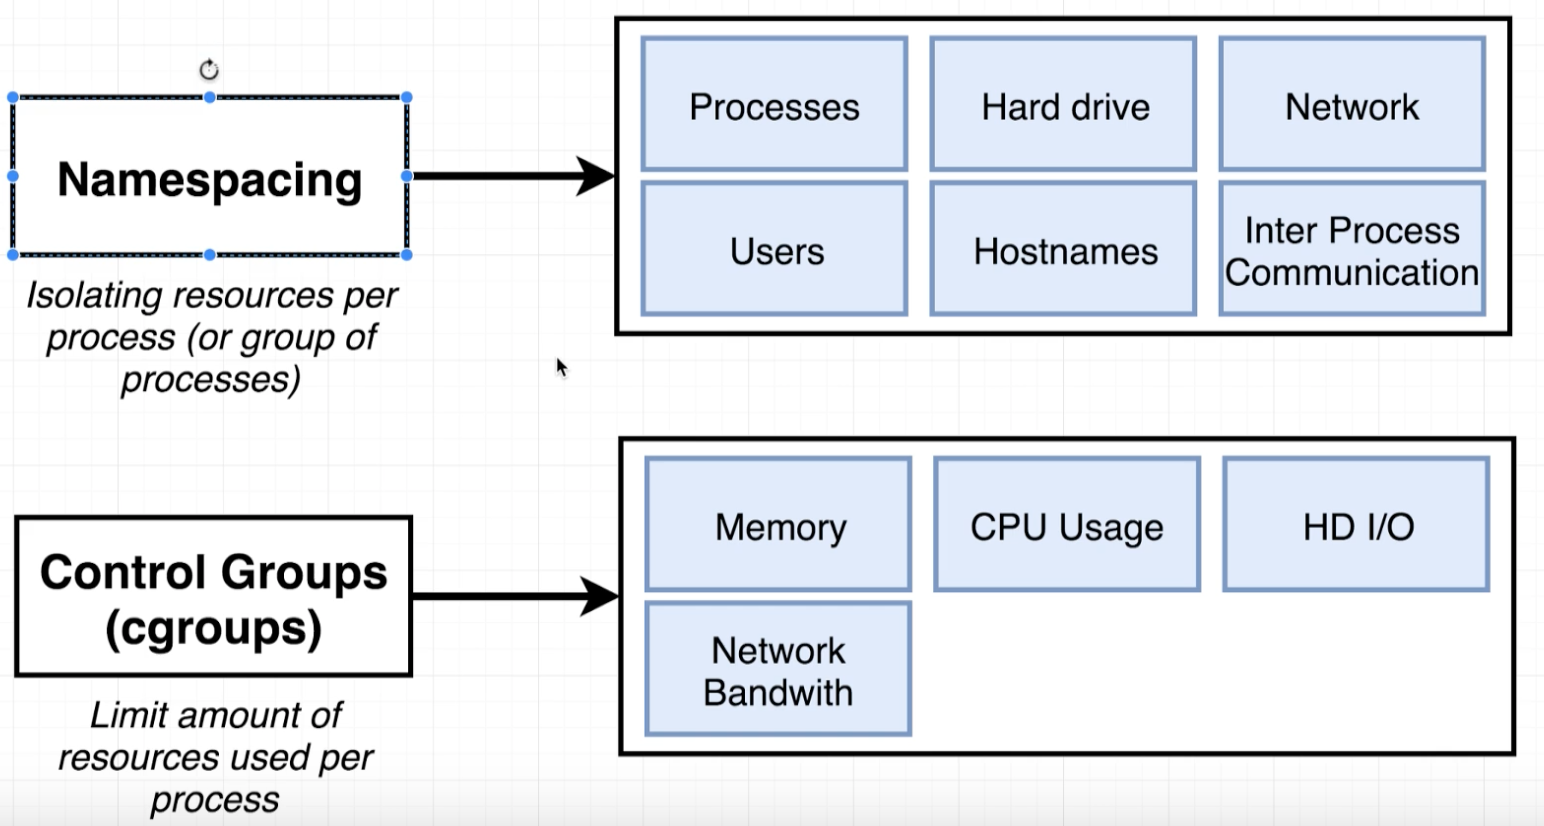 Namespacing
Isolating resources per
process (or group of
processes)
Processes
Hard drive
Network
Users
Hostnames
Inter Process
Communication
Control Groups
(cgroups)
Limit amount of
resources used per
process
Memory
CPU Usage
HD I/O
Network
Bandwith